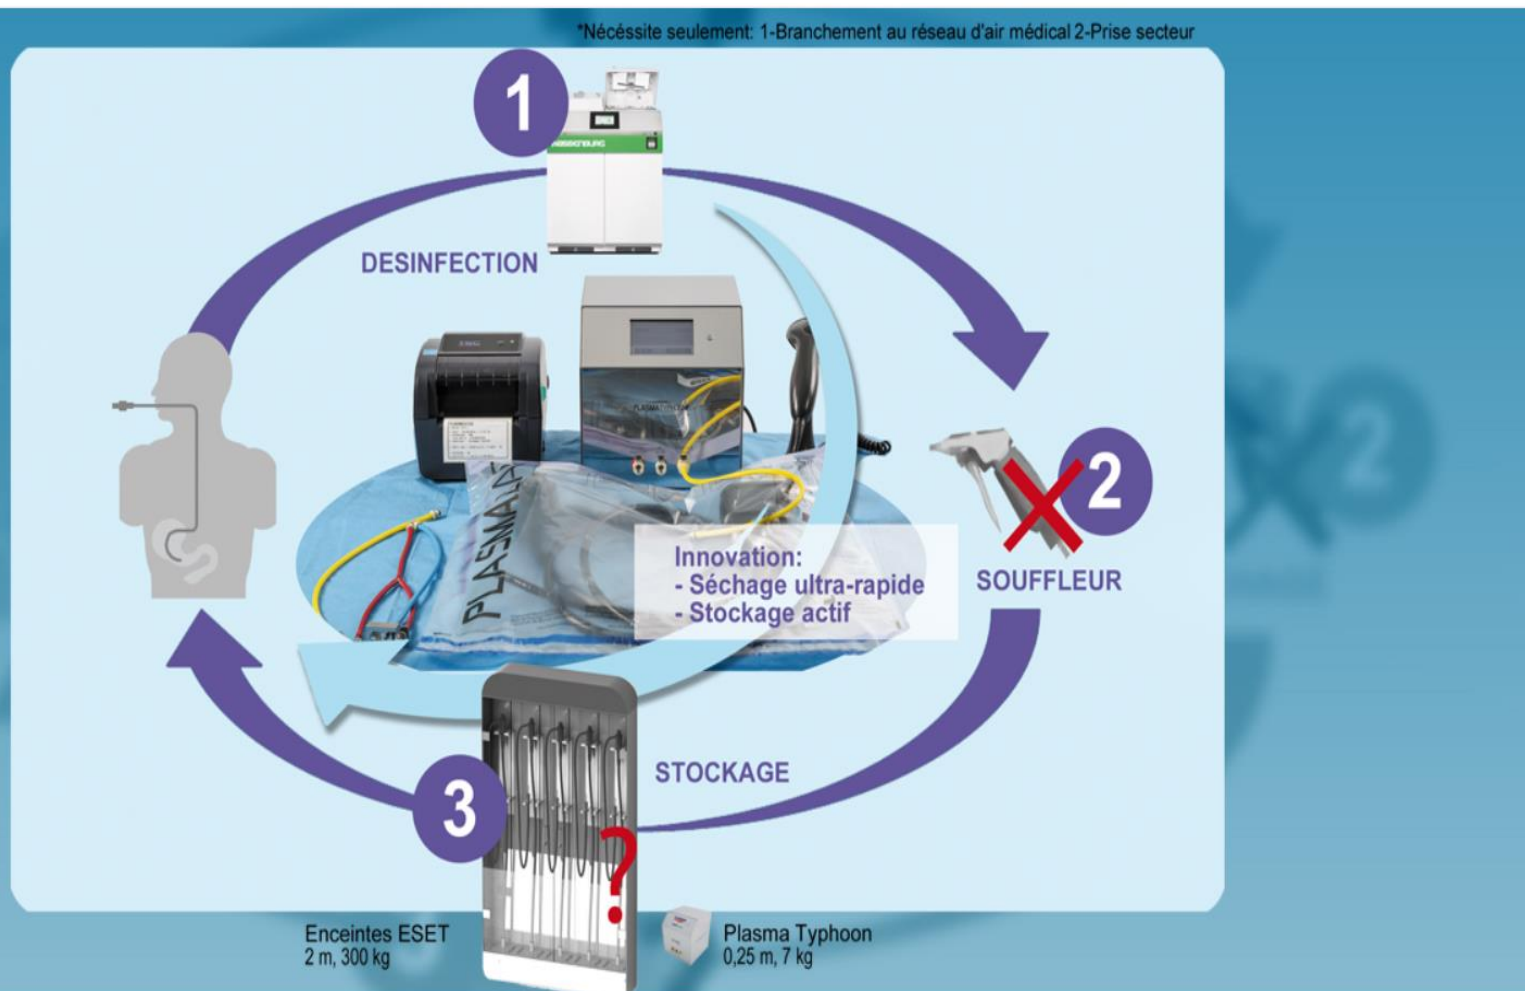 *Nécéssite seulement: 1-Branchement au réseau d'air médical 2-Prise secteur
1
DESINFECTION
PLASMATYPHOON
PLASMA
Innovation:
- Séchage ultra-rapide
- Stockage actif
2
SOUFFLEUR
STOCKAGE
3
?
Enceintes ESET
2 m, 300 kg
Plasma Typhoon
0,25 m, 7 kg